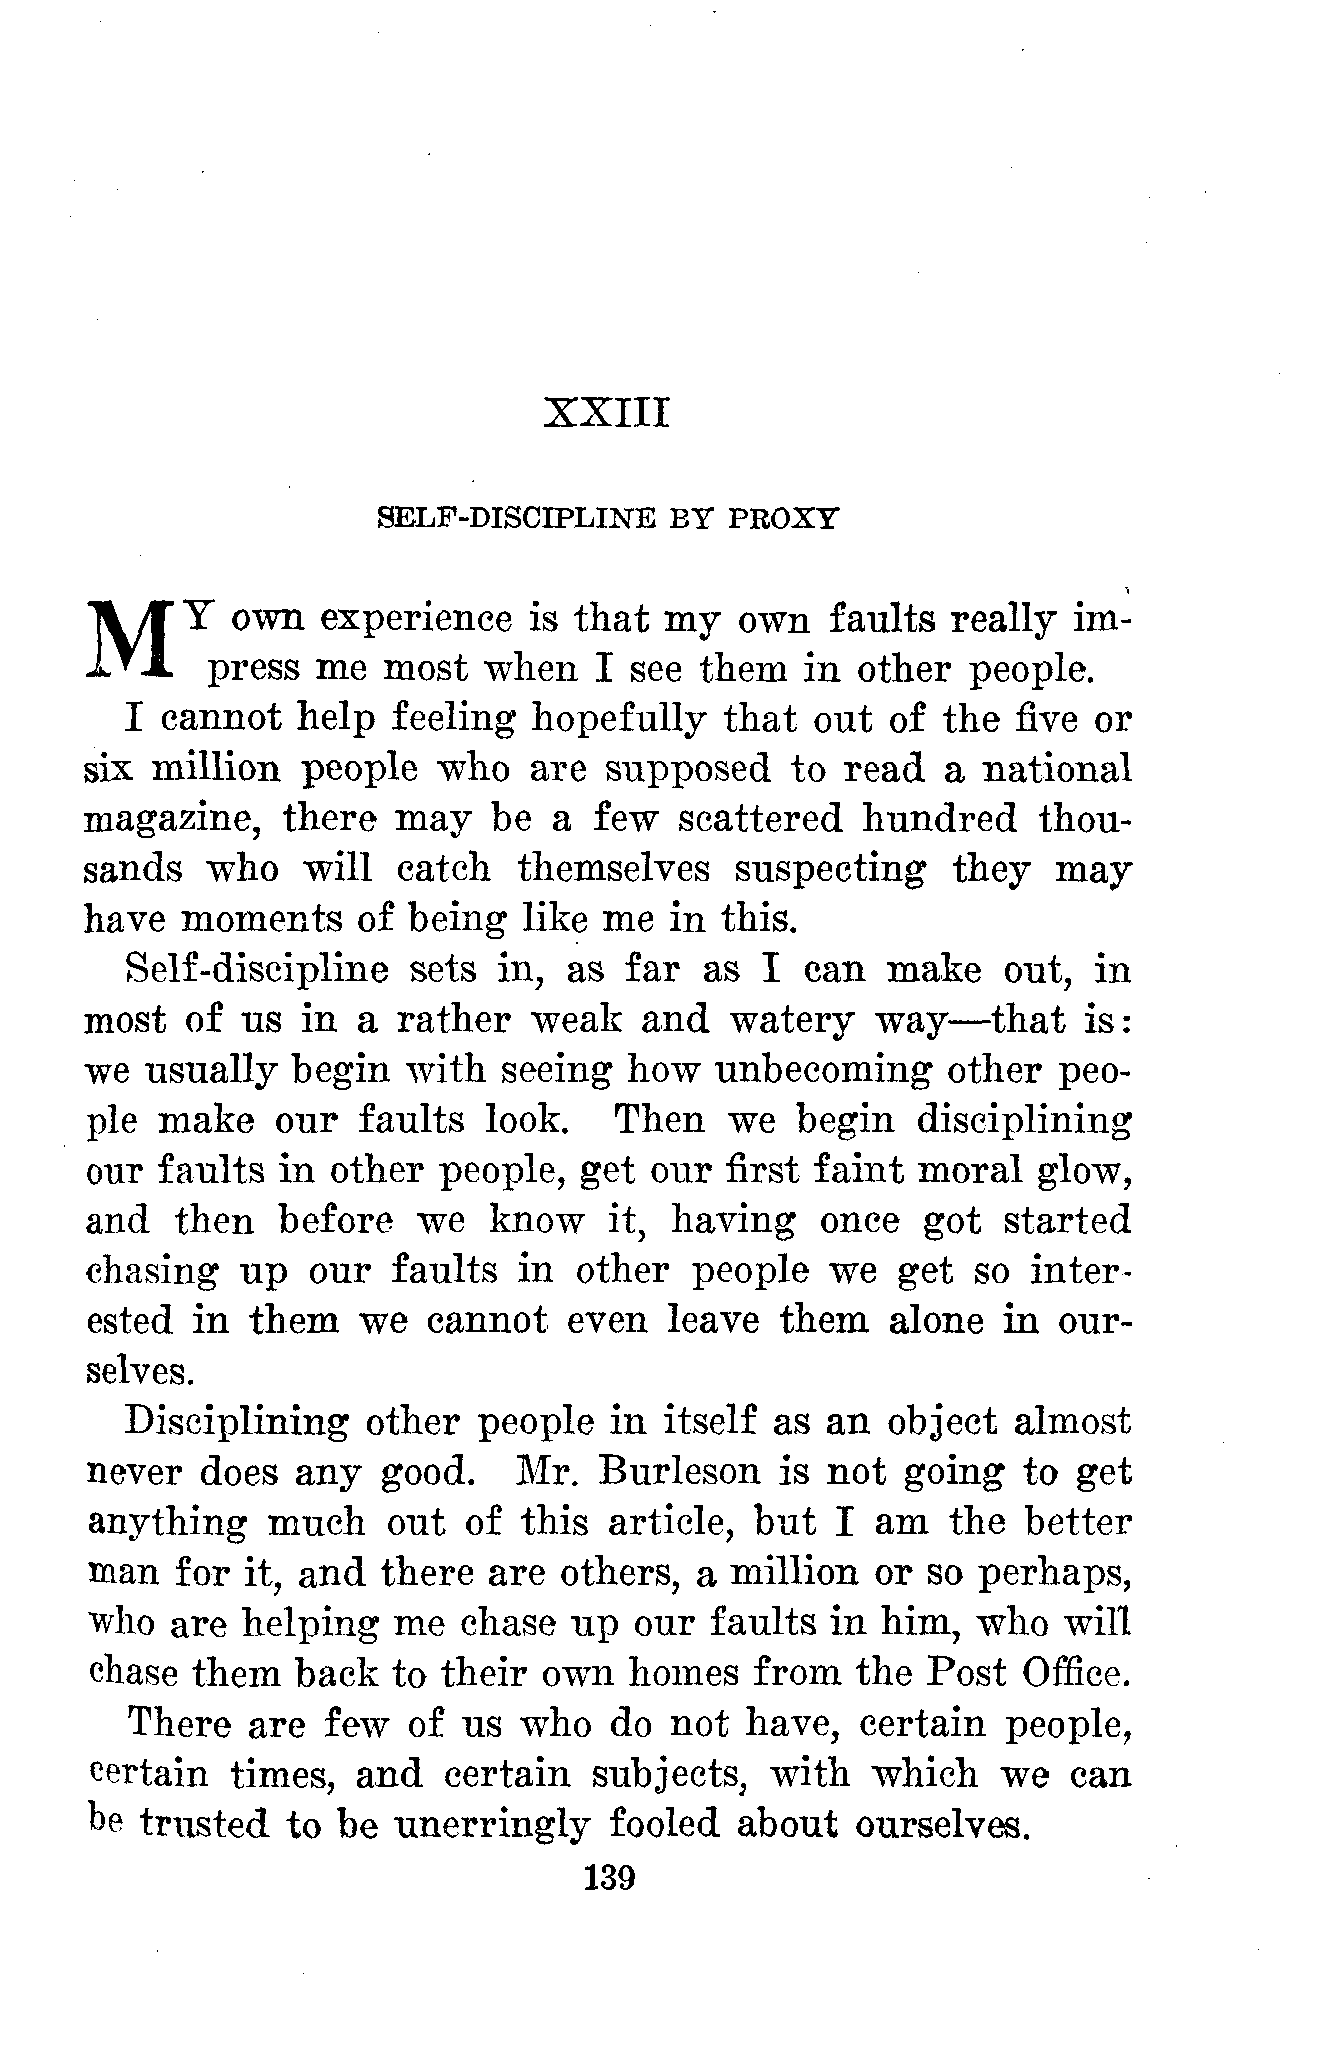 XXIII
SELF-DISCIPLINE BY PROXY
MY own experience is that my own faults really im-
press me most when I see them in other people.
I cannot help feeling hopefully that out of the five or
six million people who are supposed to read a national
magazine, there may be a few scattered hundred thou-
sands who will catch themselves suspecting they may
have moments of being like me in this.
Self-discipline sets in, as far as I can make out, in
most of us in a rather weak and watery way—that is:
we usually begin with seeing how unbecoming other peo-
ple make our faults look. Then we begin disciplining
our faults in other people, get our first faint moral glow,
and then before we know it, having once got started
chasing up our faults in other people we get so inter-
ested in them we cannot even leave them alone in our-
selves.
Disciplining other people in itself as an object almost
never does any good. Mr. Burleson is not going to get
anything much out of this article, but I am the better
man for it, and there are others, a million or so perhaps,
who are helping me chase up our faults in him, who will
chase them back to their own homes from the Post Office.
There are few of us who do not have, certain people,
certain times, and certain subjects, with which we can
be trusted to be unerringly fooled about ourselves.
139